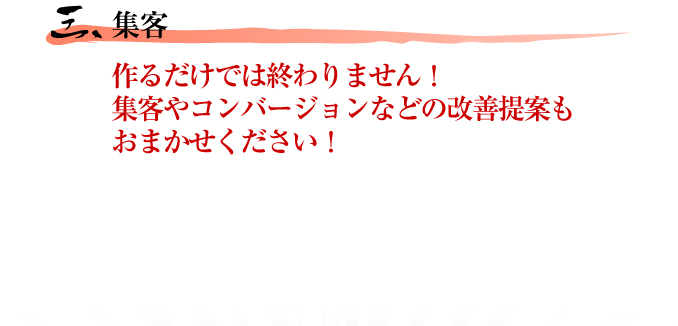 三、集客
作るだけでは終わりません！
集客やコンバージョンなどの改善提案も
おまかせください！